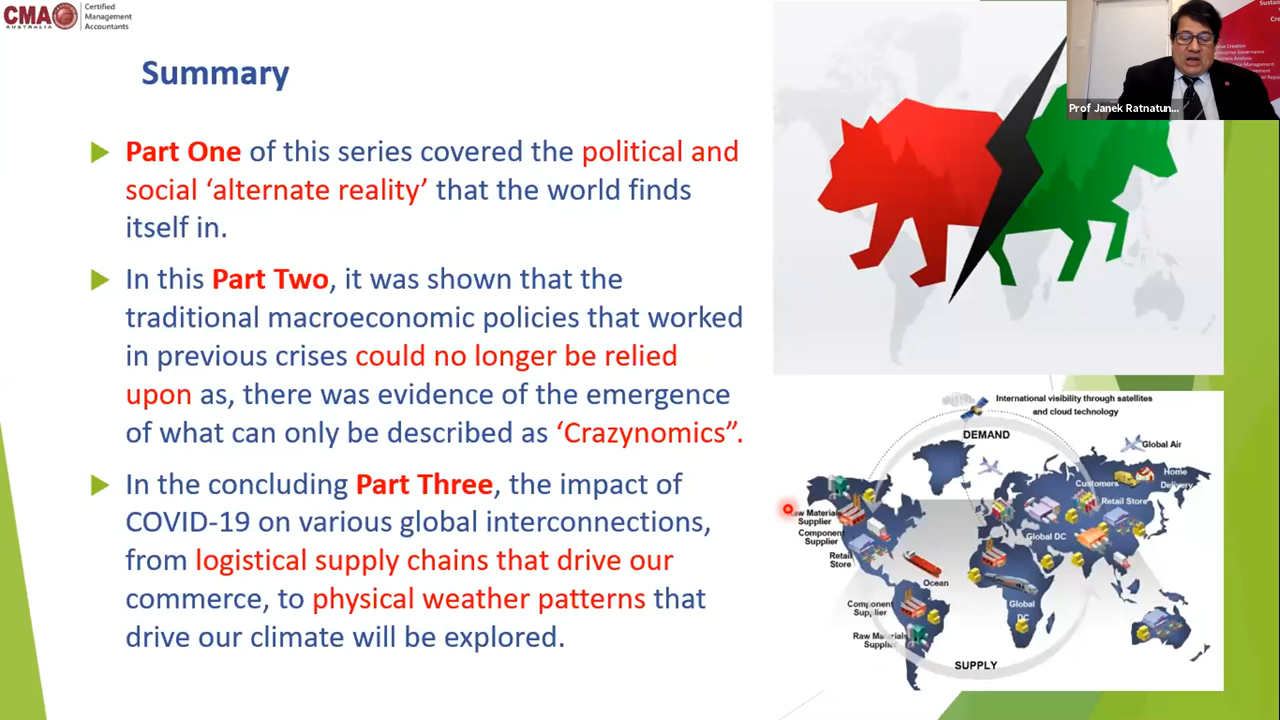 CMA
AUSTRALIA
Certified
Management
Accountants
Summary
Part One of this series covered the political and
social ‘alternate reality’ that the world finds
itself in.
In this Part Two, it was shown that the
traditional macroeconomic policies that worked
in previous crises could no longer be relied
upon as, there was evidence of the emergence
of what can only be described as ‘Crazynomics”.
In the concluding Part Three, the impact of
COVID-19 on various global interconnections,
from logistical supply chains that drive our
commerce, to physical weather patterns that
drive our climate will be explored.
Prof Janek Ratnatun...
International visibility through satellites
and cloud technology
DEMAND
Global Air
Home
Delivery
Customers
Retail Store
Raw Materials
Supplier
Component
Supplier
Retail
Store
Global DC
Ocean
Component
Supplier
Global
DC
Raw Materials
Supplier
SUPPLY